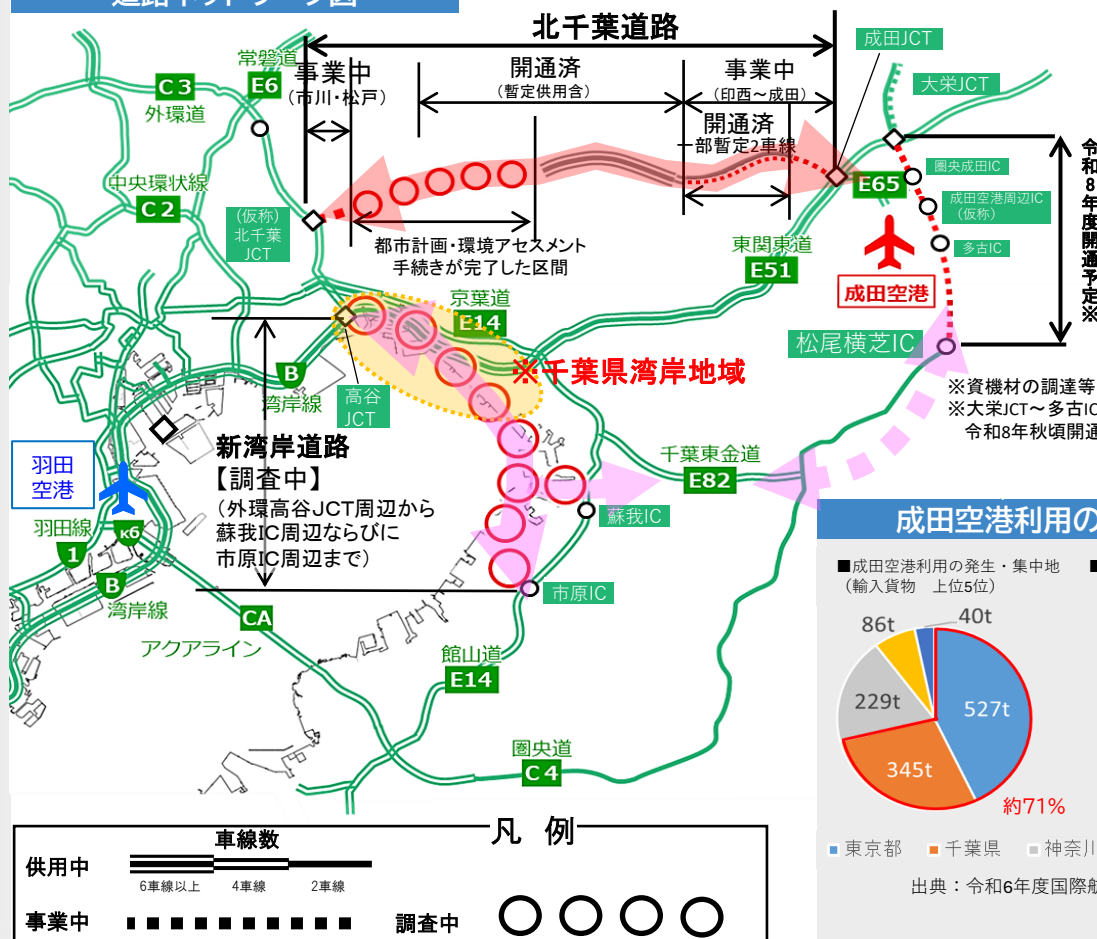 北千葉道路
成田JCT
常磐道
E6
C3
外環道
事業中
(市川・松戸)
開通済
(暫定供用含)
事業中
(印西～成田)
開通済
一部暫定2車線
大栄JCT
圏央成田IC
E65
成田空港周辺IC
(仮称)
多古IC
令和8年度開通予定※
中央環状線
C2
(仮称)
北千葉
JCT
都市計画・環境アセスメント
手続きが完了した区間
東関東道
E51
成田空港
京葉道
E14
松尾横芝IC
※千葉県湾岸地域
B
湾岸線
高谷
JCT
※資機材の調達等
※大栄JCT～多古IC
令和8年秋頃開通
新湾岸道路
【調査中】
(外環高谷JCT周辺から
蘇我IC周辺ならびに
市原IC周辺まで)
千葉東金道
E82
羽田
空港
蘇我IC
羽田線
1
K6
B
湾岸線
市原IC
CA
アクアライン
館山道
E14
圏央道
C4
成田空港利用の
■成田空港利用の発生・集中地
(輸入貨物 上位5位)
■
86t
40t
229t
527t
345t
約71%
東京都
千葉県
神奈川
出典：令和6年度国際航
凡 例
車線数
供用中
6車線以上
4車線
2車線
事業中
調査中